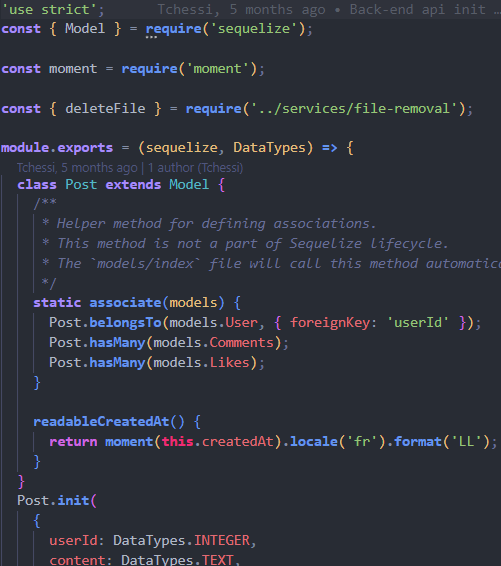 'use strict'; Tchessi, 5 months ago • Back-end api init …
const { Model } = require('sequelize');
const moment = require('moment');
const { deleteFile } = require('../services/file-removal');
module.exports = (sequelize, DataTypes) => {
Tchessi, 5 months ago | 1 author (Tchessi)
class Post extends Model {
/**
* Helper method for defining associations.
* This method is not a part of Sequelize lifecycle.
* The `models/index` file will call this method automatica
*/
static associate(models) {
Post.belongsTo(models.User, { foreignKey: 'userId' });
Post.hasMany(models.Comments);
Post.hasMany(models.Likes);
}
readableCreatedAt() {
return moment(this.createdAt).locale('fr').format('LL');
}
}
Post.init(
{
userId: DataTypes.INTEGER,
content: DataTypes.TEXT,